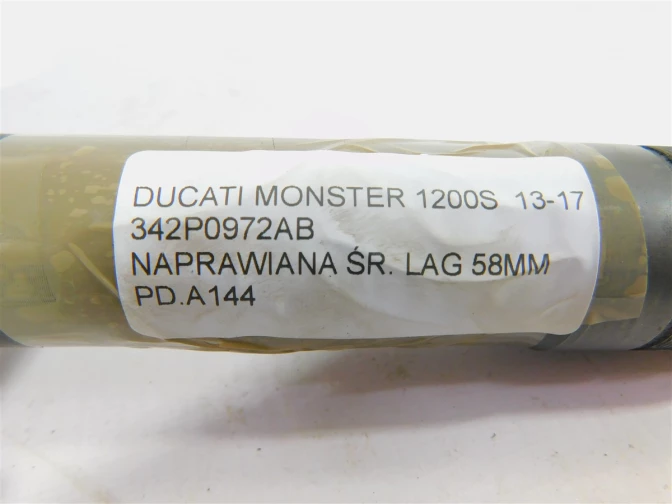 DUCATI MONSTER 1200S 13-17
342P0972AB
NAPRAWIANA ŚR. LAG 58MM
PD.A144